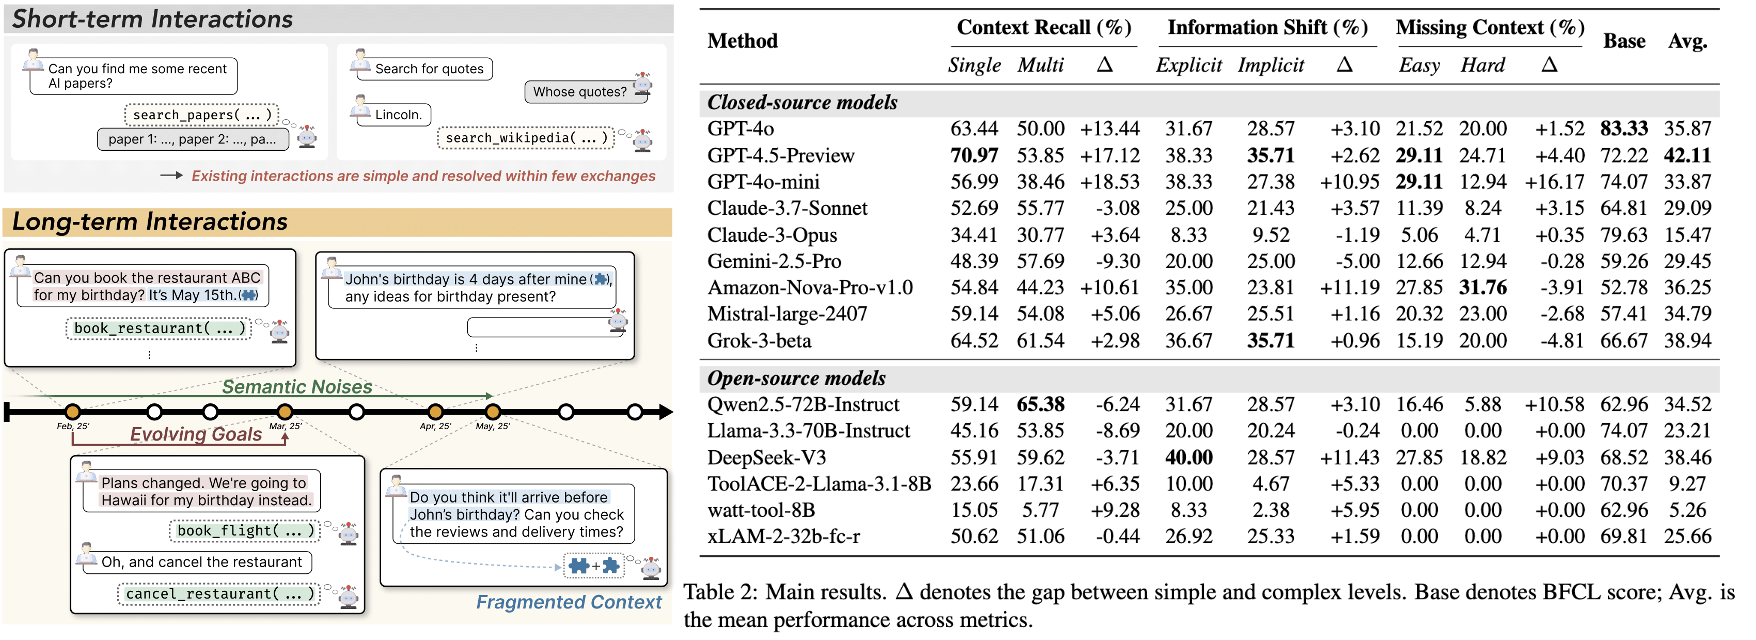 Short-term Interactions
Can you find me some recent
AI papers?
search_papers( ... )
paper 1: ..., paper 2: ..., pa...
Search for quotes
Whose quotes?
Lincoln.
search_wikipedia( ... )
→ Existing interactions are simple and resolved within few exchanges
Long-term Interactions
Can you book the restaurant ABC
for my birthday? It's May 15th.( )
book_restaurant( ... )
⋮
John's birthday is 4 days after mine ( ),
any ideas for birthday present?
⋮
Semantic Noises
Feb, 25' Mar, 25' Apr, 25' May, 25'
Evolving Goals
Plans changed. We're going to
Hawaii for my birthday instead.
book_flight( ... )
Oh, and cancel the restaurant
cancel_restaurant( ... )
Do you think it'll arrive before
John's birthday? Can you check
the reviews and delivery times?
+
Fragmented Context
Method Context Recall (%) Information Shift (%) Missing Context (%) Base Avg.
Single Multi Δ Explicit Implicit Δ Easy Hard Δ
Closed-source models
GPT-4o 63.44 50.00 +13.44 31.67 28.57 +3.10 21.52 20.00 +1.52 83.33 35.87
GPT-4.5-Preview 70.97 53.85 +17.12 38.33 35.71 +2.62 29.11 24.71 +4.40 72.22 42.11
GPT-4o-mini 56.99 38.46 +18.53 38.33 27.38 +10.95 29.11 12.94 +16.17 74.07 33.87
Claude-3.7-Sonnet 52.69 55.77 -3.08 25.00 21.43 +3.57 11.39 8.24 +3.15 64.81 29.09
Claude-3-Opus 34.41 30.77 +3.64 8.33 9.52 -1.19 5.06 4.71 +0.35 79.63 15.47
Gemini-2.5-Pro 48.39 57.69 -9.30 20.00 25.00 -5.00 12.66 12.94 -0.28 59.26 29.45
Amazon-Nova-Pro-v1.0 54.84 44.23 +10.61 35.00 23.81 +11.19 27.85 31.76 -3.91 52.78 36.25
Mistral-large-2407 59.14 54.08 +5.06 26.67 25.51 +1.16 20.32 23.00 -2.68 57.41 34.79
Grok-3-beta 64.52 61.54 +2.98 36.67 35.71 +0.96 15.19 20.00 -4.81 66.67 38.94
Open-source models
Qwen2.5-72B-Instruct 59.14 65.38 -6.24 31.67 28.57 +3.10 16.46 5.88 +10.58 62.96 34.52
Llama-3.3-70B-Instruct 45.16 53.85 -8.69 20.00 20.24 -0.24 0.00 0.00 +0.00 74.07 23.21
DeepSeek-V3 55.91 59.62 -3.71 40.00 28.57 +11.43 27.85 18.82 +9.03 68.52 38.46
ToolACE-2-Llama-3.1-8B 23.66 17.31 +6.35 10.00 4.67 +5.33 0.00 0.00 +0.00 70.37 9.27
watt-tool-8B 15.05 5.77 +9.28 8.33 2.38 +5.95 0.00 0.00 +0.00 62.96 5.26
xLAM-2-32b-fc-r 50.62 51.06 -0.44 26.92 25.33 +1.59 0.00 0.00 +0.00 69.81 25.66
Table 2: Main results. Δ denotes the gap between simple and complex levels. Base denotes BFCL score; Avg. is
the mean performance across metrics.